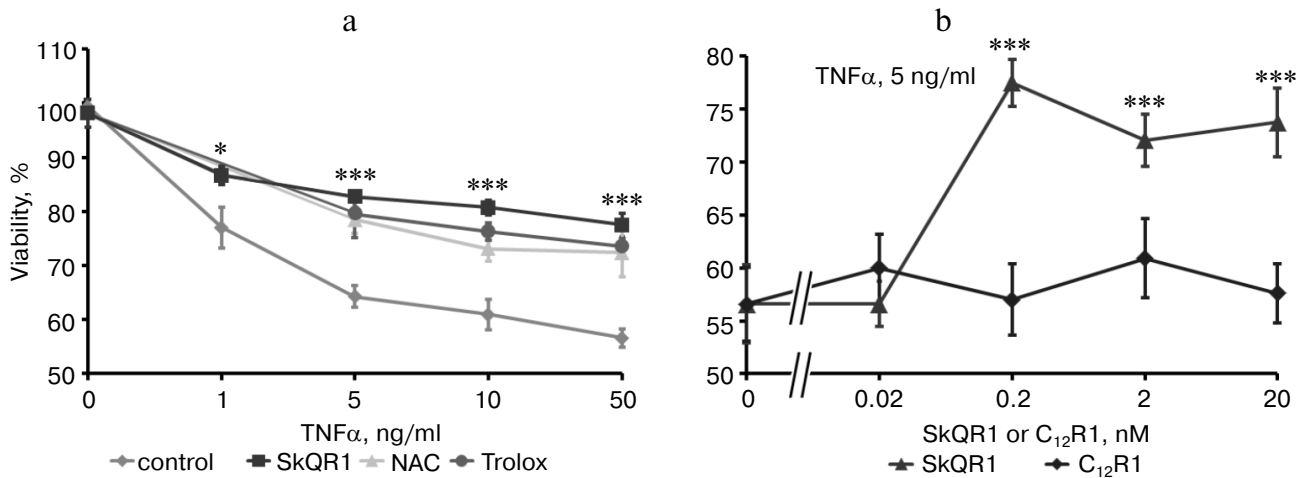 a
110
100
90
80
70
60
50
Viability, %
*
***
***
***
0 1 5 10 50
TNFα, ng/ml
control SkQR1 NAC Trolox
b
80
75
70
65
60
55
50
TNFα, 5 ng/ml
***
***
***
0 0.02 0.2 2 20
SkQR1 or C₁₂R1, nM
SkQR1 C₁₂R1